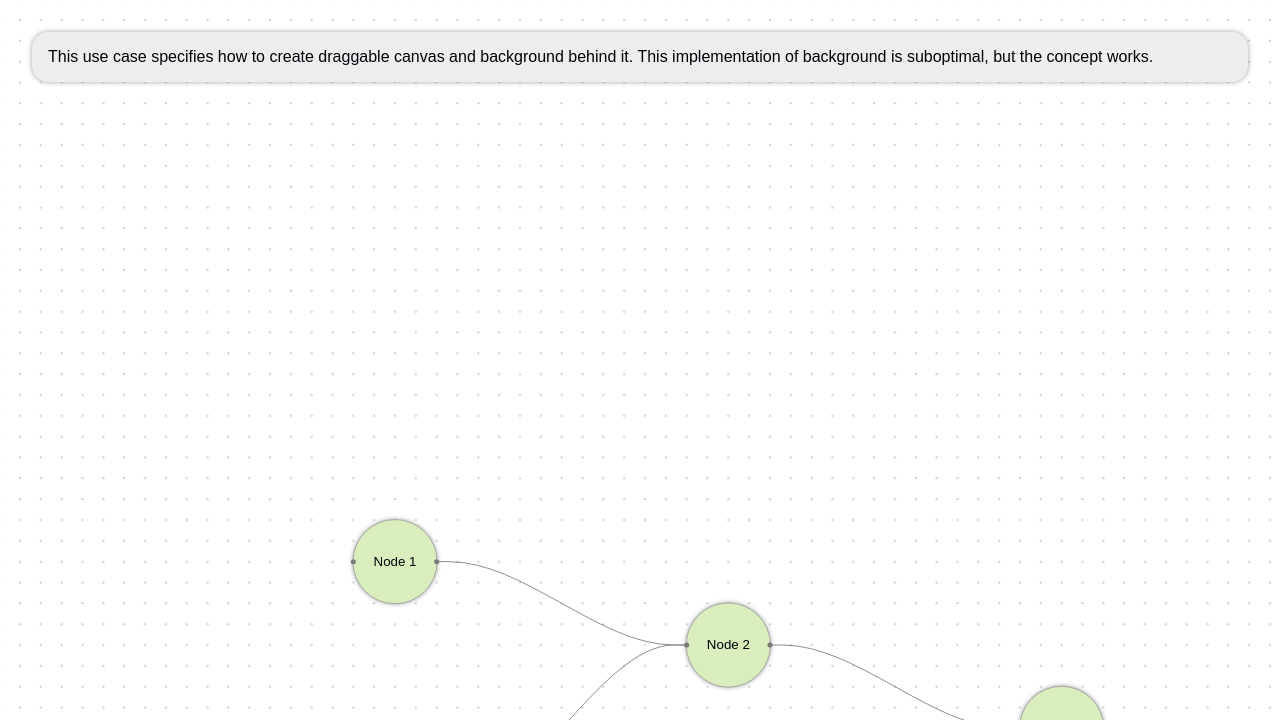 This use case specifies how to create draggable canvas and background behind it. This implementation of background is suboptimal, but the concept works.
Node 1
Node 2